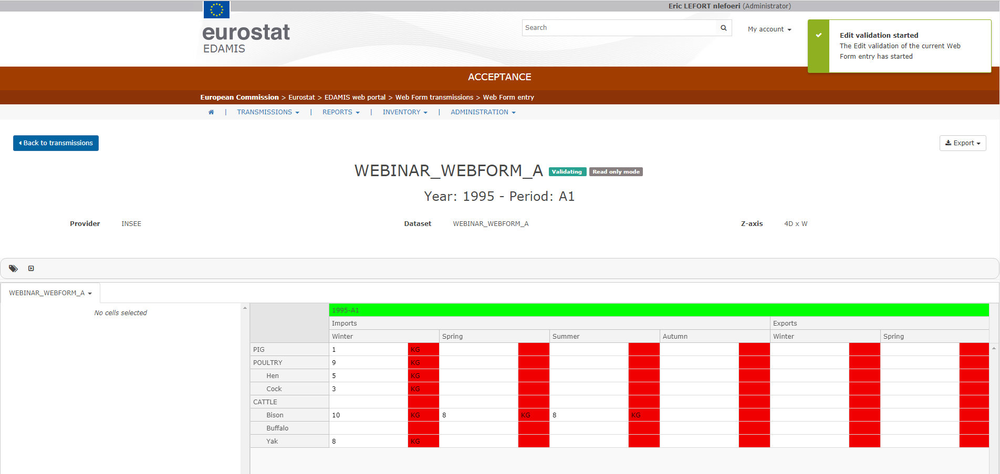 Eric LEFORT nlefoeri (Administrator)
eurostat
EDAMIS
Search
My account
Edit validation started
The Edit validation of the current Web
Form entry has started
ACCEPTANCE
European Commission > Eurostat > EDAMIS web portal > Web Form transmissions > Web Form entry
| TRANSMISSIONS | REPORTS | INVENTORY | ADMINISTRATION
Back to transmissions
Export
WEBINAR_WEBFORM_A Validating Read only mode
Year: 1995 - Period: A1
Provider INSEE Dataset WEBINAR_WEBFORM_A Z-axis 4D x W
WEBINAR_WEBFORM_A
No cells selected
1995-A1
Imports Exports
Winter Spring Summer Autumn Winter Spring
PIG 1 KG
POULTRY 9 KG
Hen 5 KG
Cock 3 KG
CATTLE
Bison 10 KG 8 KG 8 KG
Buffalo
Yak 8 KG